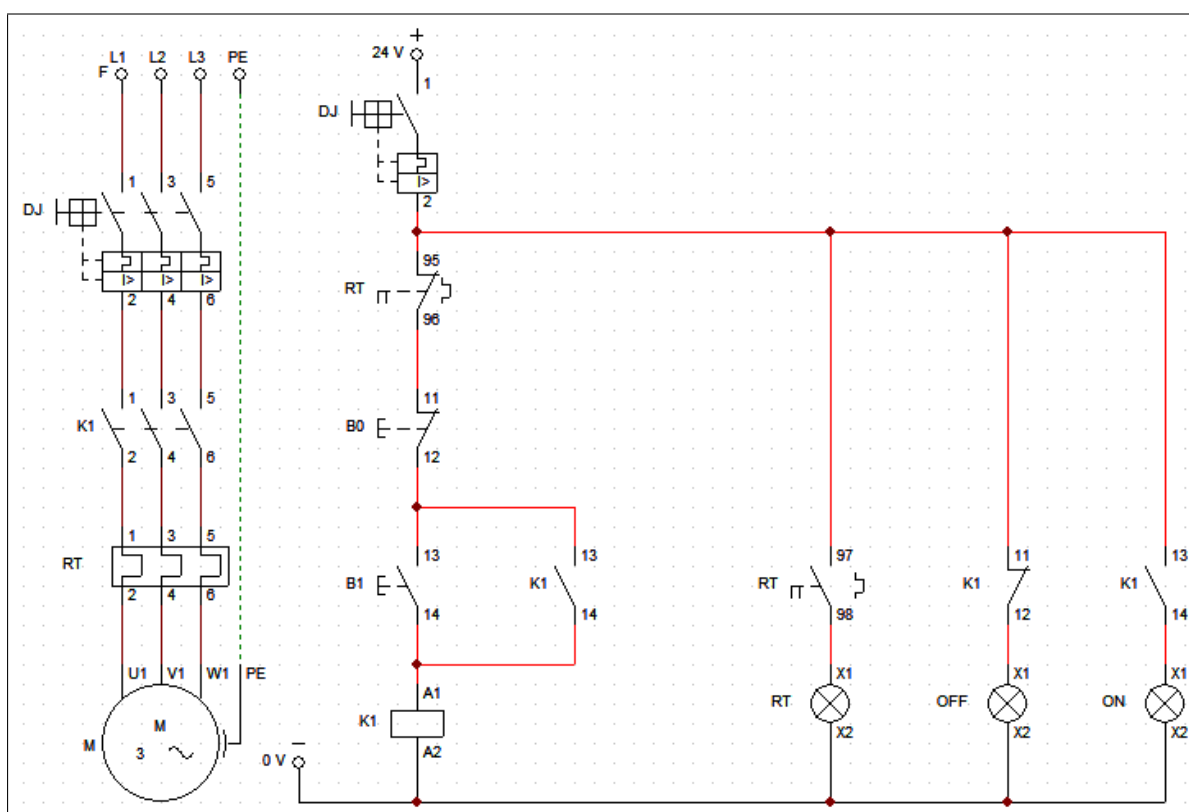 L1 L2 L3 PE
F
1 3 5
DJ
I> I> I>
2 4 6
1 3 5
K1
2 4 6
1 3 5
RT
2 4 6
U1 V1 W1 PE
M
3
M
+
24 V
1
DJ
I>
2
95
RT
96
11
B0
12
13
B1
14
13
K1
14
A1
K1
A2
0 V
97
RT
98
X1
RT
X2
11
K1
12
X1
OFF
X2
13
K1
14
X1
ON
X2